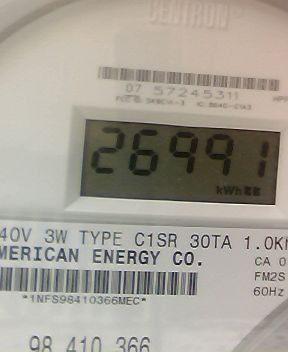 CENTRON
07 57245311
26991
kWh
40V 3W TYPE C1SR 30TA 1.0K
MERICAN ENERGY CO.
CA 0
FM2S
60Hz
*1NFS98410366MEC*
98 410 366